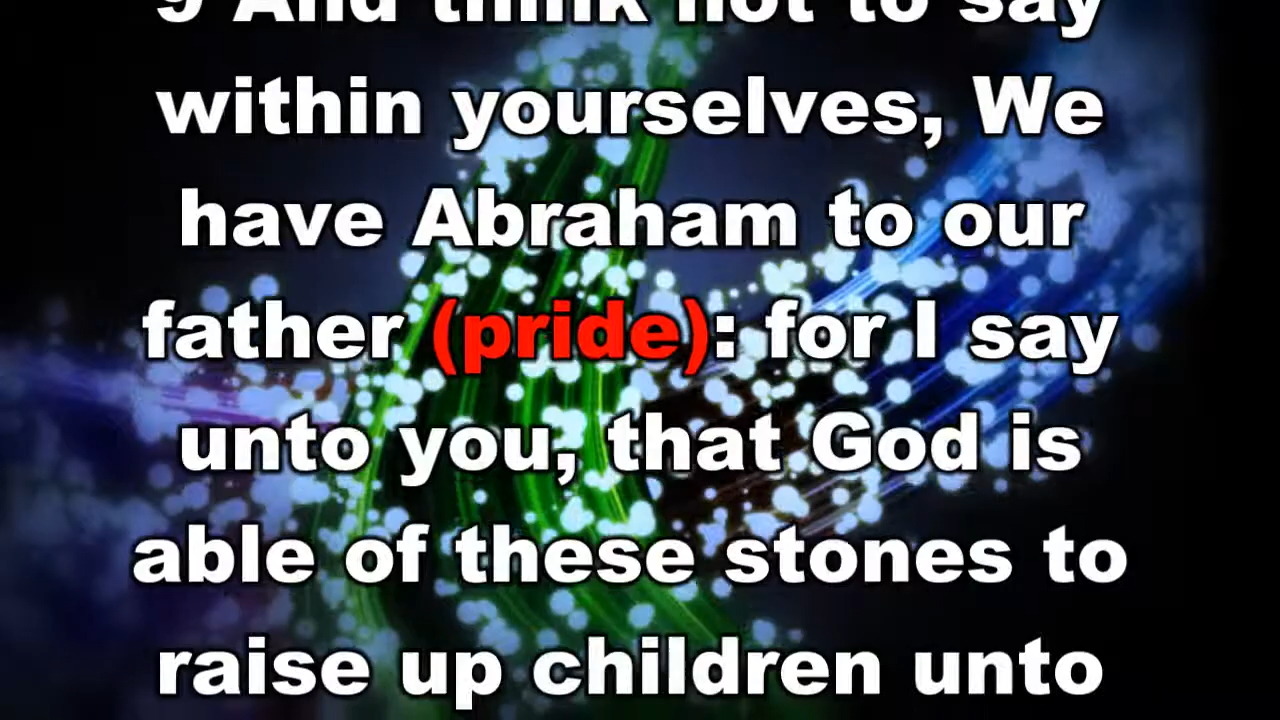 9 And think not to say
within yourselves, We
have Abraham to our
father (pride): for I say
unto you, that God is
able of these stones to
raise up children unto